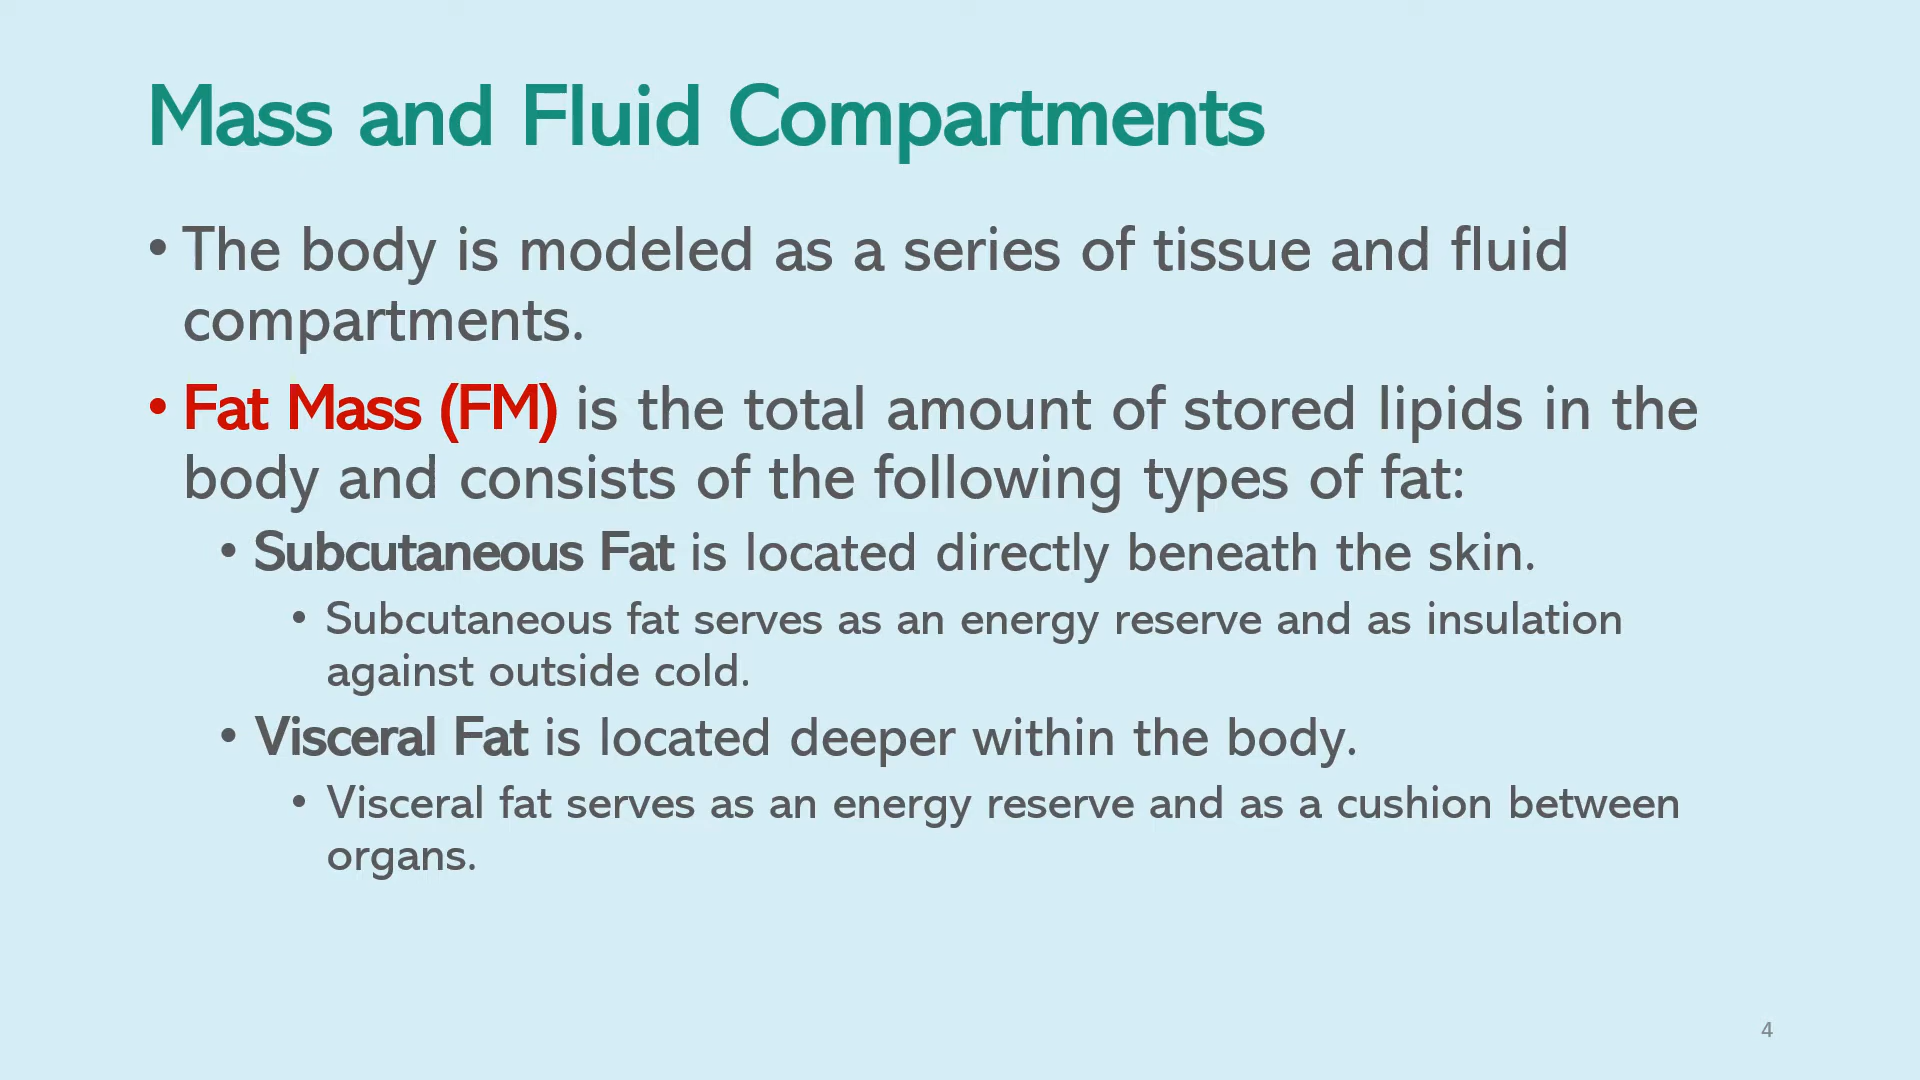 Mass and Fluid Compartments
• The body is modeled as a series of tissue and fluid
compartments.
• Fat Mass (FM) is the total amount of stored lipids in the
body and consists of the following types of fat:
• Subcutaneous Fat is located directly beneath the skin.
• Subcutaneous fat serves as an energy reserve and as insulation
against outside cold.
• Visceral Fat is located deeper within the body.
• Visceral fat serves as an energy reserve and as a cushion between
organs.
4